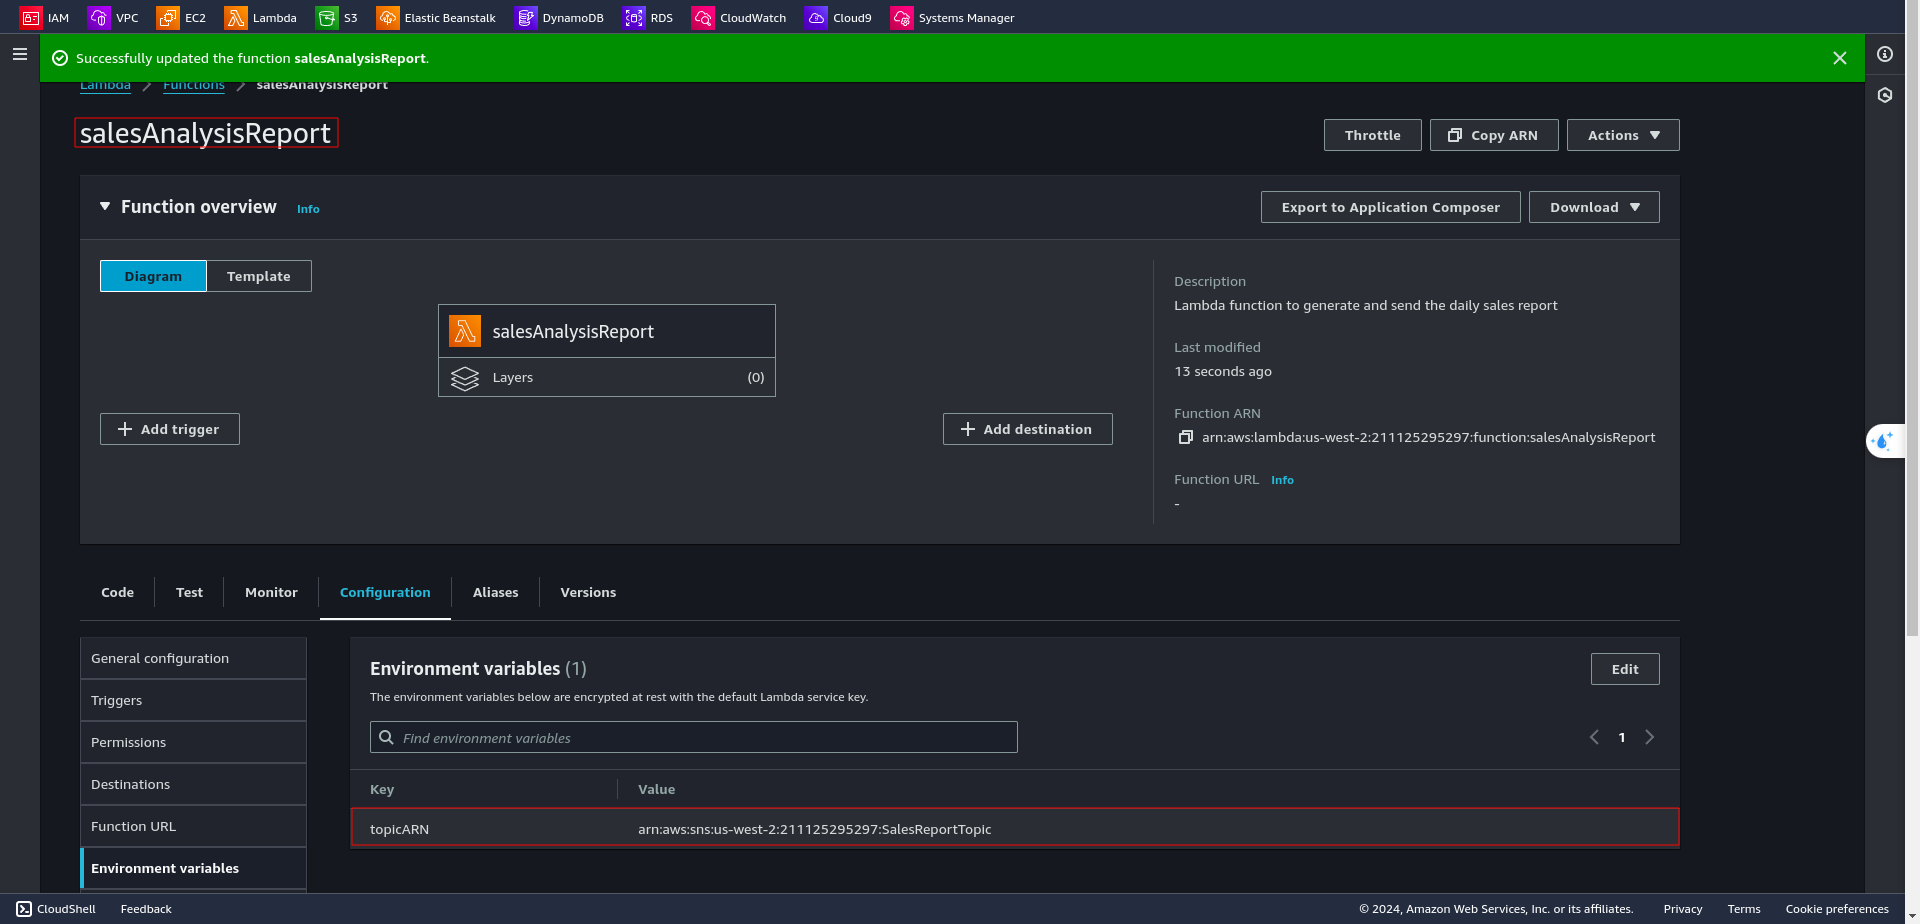 IAM VPC EC2 Lambda S3 Elastic Beanstalk DynamoDB RDS CloudWatch Cloud9 Systems Manager
Successfully updated the function salesAnalysisReport.
Lambda Functions salesAnalysisReport
salesAnalysisReport
Throttle Copy ARN Actions
Function overview Info
Export to Application Composer Download
Diagram Template
salesAnalysisReport
Layers (0)
Add trigger
Add destination
Description
Lambda function to generate and send the daily sales report
Last modified
13 seconds ago
Function ARN
arn:aws:lambda:us-west-2:211125295297:function:salesAnalysisReport
Function URL Info
-
Code Test Monitor Configuration Aliases Versions
General configuration
Triggers
Permissions
Destinations
Function URL
Environment variables
Environment variables (1)
Edit
The environment variables below are encrypted at rest with the default Lambda service key.
Find environment variables
1
Key Value
topicARN arn:aws:sns:us-west-2:211125295297:SalesReportTopic
CloudShell Feedback
© 2024, Amazon Web Services, Inc. or its affiliates. Privacy Terms Cookie preferences